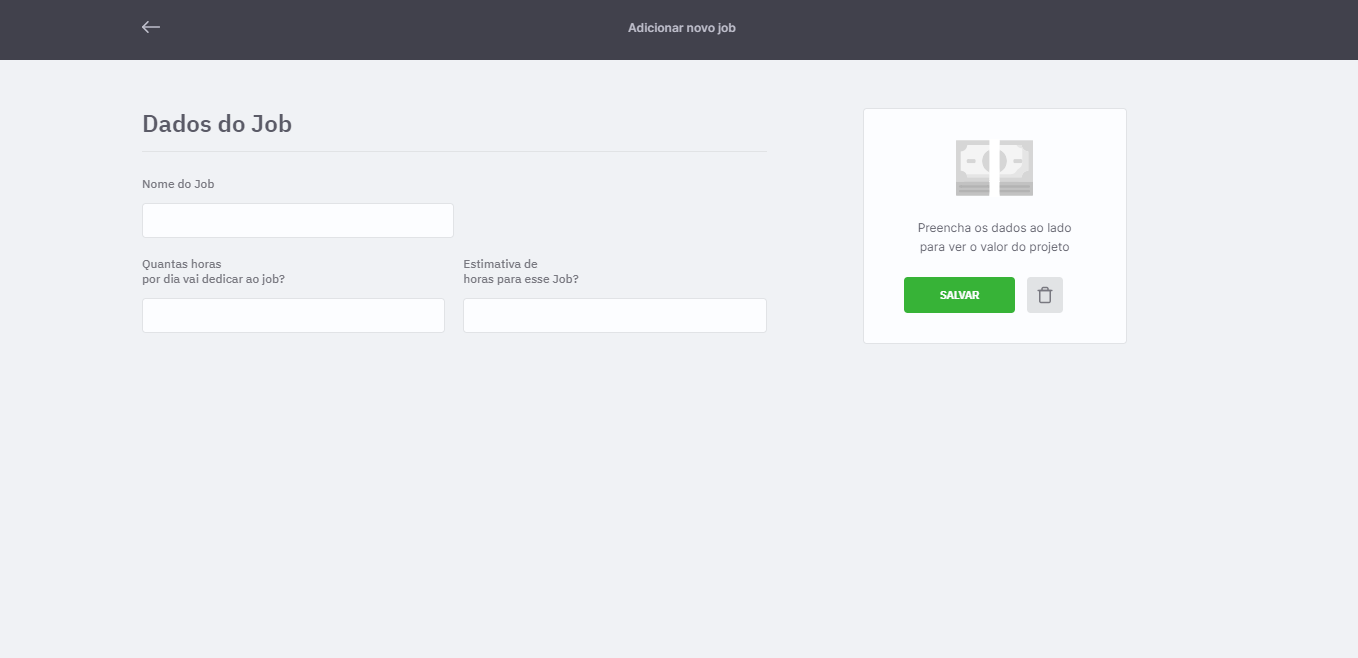 Adicionar novo job
Dados do Job
Nome do Job
Quantas horas
por dia vai dedicar ao job?
Estimativa de
horas para esse Job?
Preencha os dados ao lado
para ver o valor do projeto
SALVAR